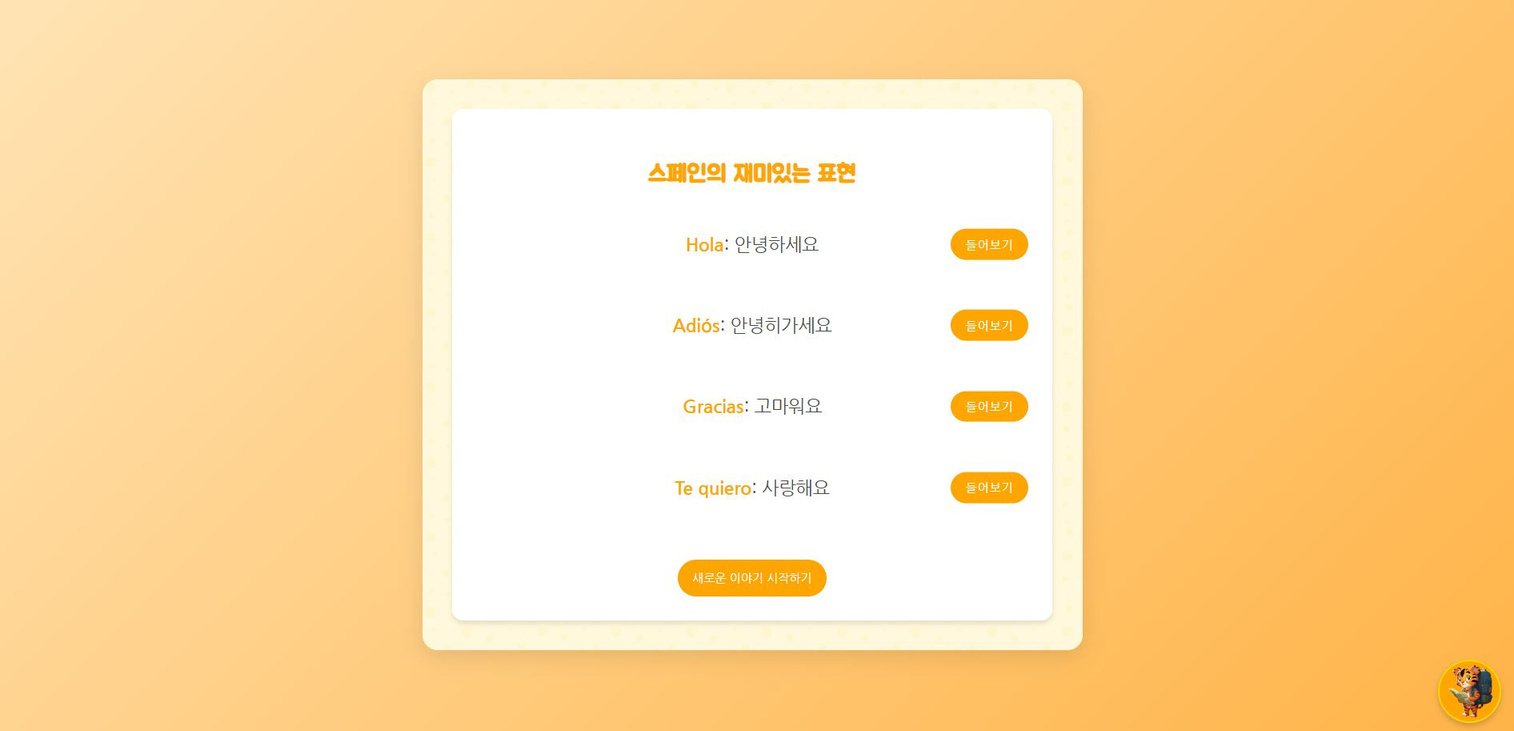 스페인의 재미있는 표현
Hola: 안녕하세요 들어보기
Adiós: 안녕히가세요 들어보기
Gracias: 고마워요 들어보기
Te quiero: 사랑해요 들어보기
새로운 이야기 시작하기